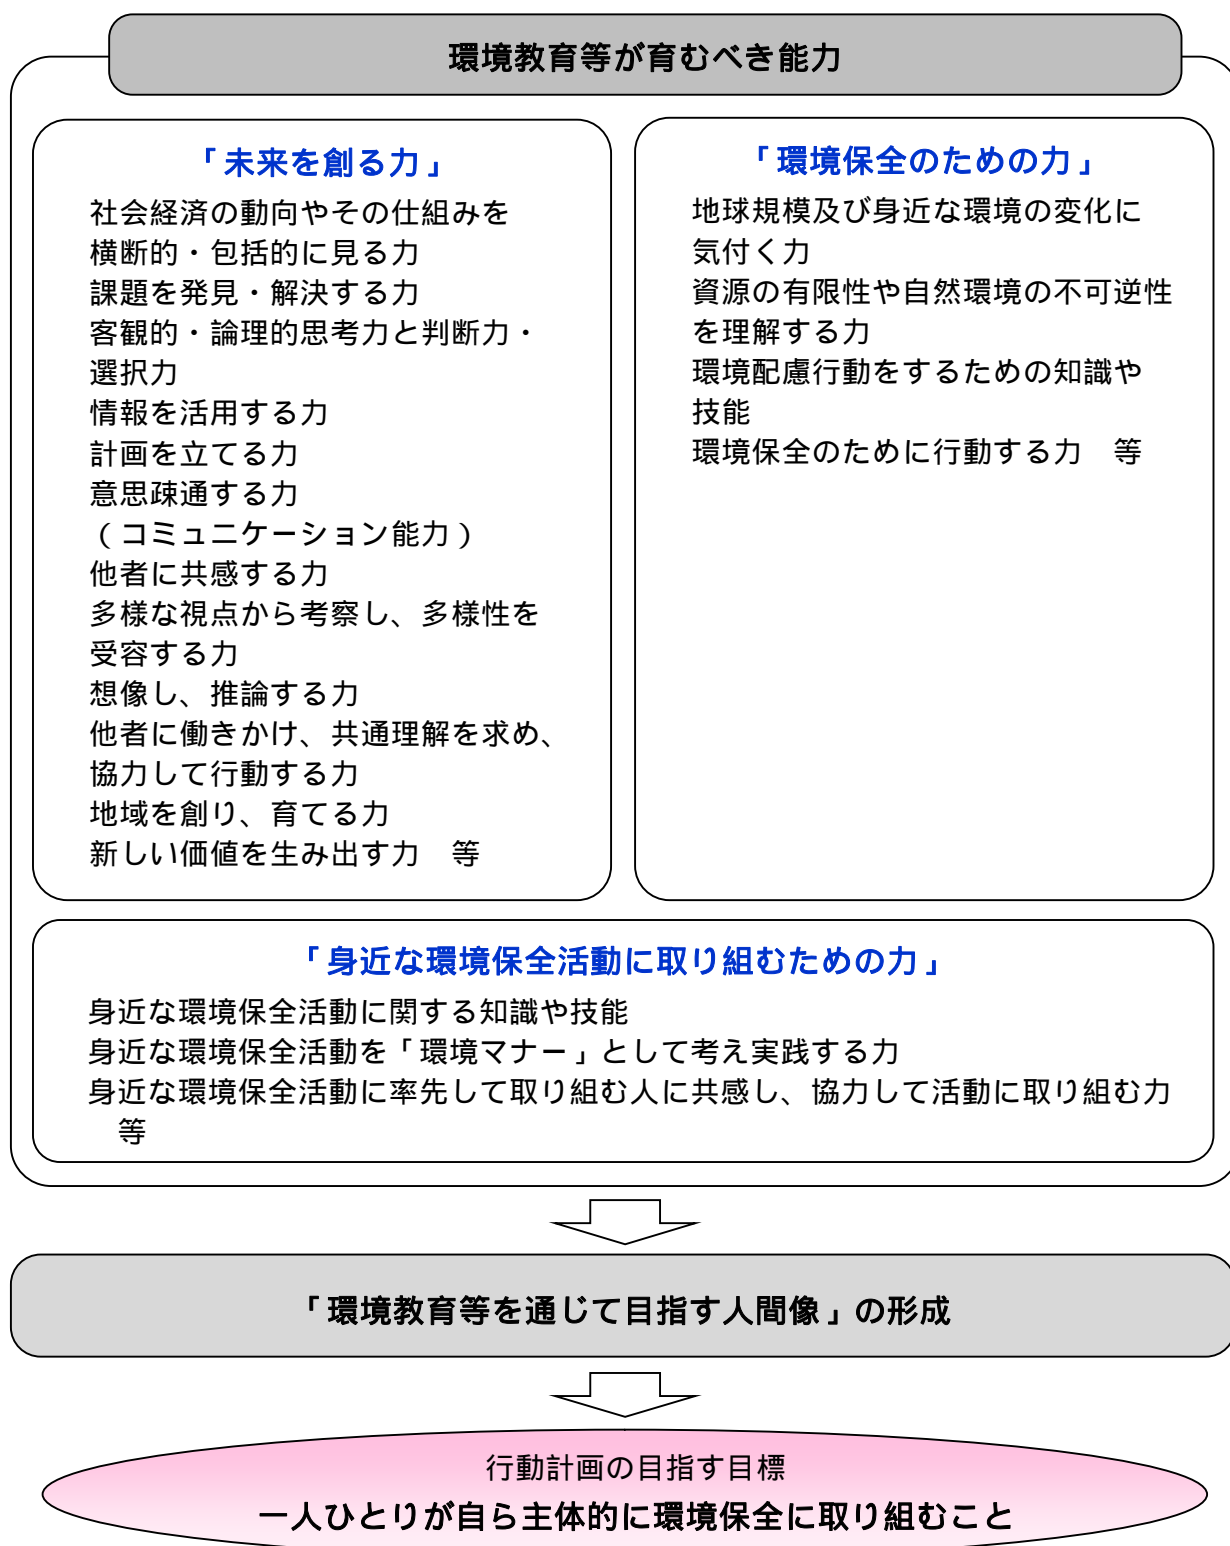 環境教育等が育むべき能力
「未来を創る力」
社会経済の動向やその仕組みを
横断的・包括的に見る力
課題を発見・解決する力
客観的・論理的思考力と判断力・
選択力
情報を活用する力
計画を立てる力
意思疎通する力
(コミュニケーション能力)
他者に共感する力
多様な視点から考察し、多様性を
受容する力
想像し、推論する力
他者に働きかけ、共通理解を求め、
協力して行動する力
地域を創り、育てる力
新しい価値を生み出す力　等
「環境保全のための力」
地球規模及び身近な環境の変化に
気付く力
資源の有限性や自然環境の不可逆性
を理解する力
環境配慮行動をするための知識や
技能
環境保全のために行動する力　等
「身近な環境保全活動に取り組むための力」
身近な環境保全活動に関する知識や技能
身近な環境保全活動を「環境マナー」として考え実践する力
身近な環境保全活動に率先して取り組む人に共感し、協力して活動に取り組む力
等
「環境教育等を通じて目指す人間像」の形成
行動計画の目指す目標
一人ひとりが自ら主体的に環境保全に取り組むこと